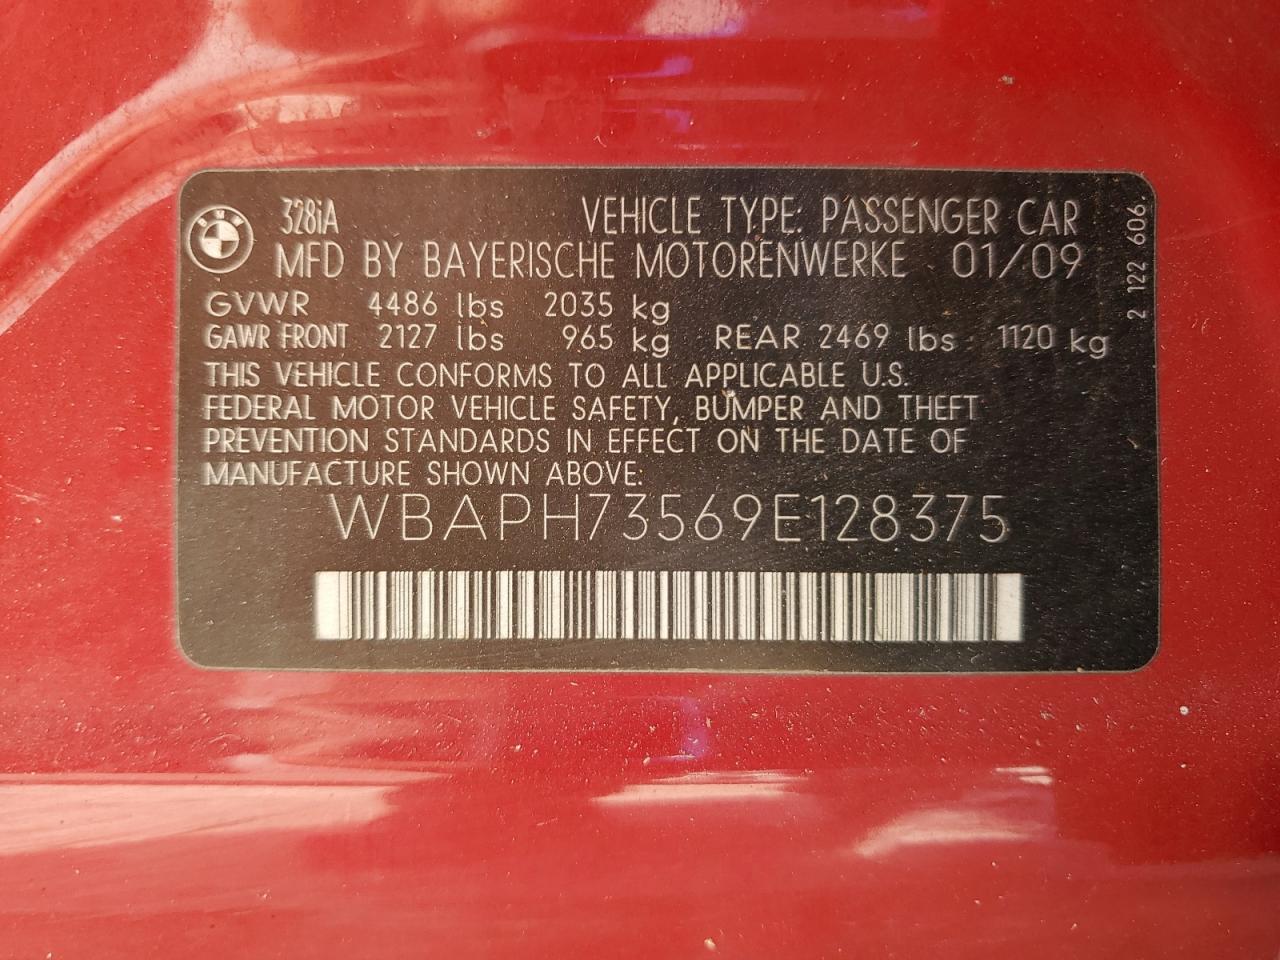 BMW
328iA VEHICLE TYPE: PASSENGER CAR
MFD BY BAYERISCHE MOTORENWERKE 01/09
GVWR 4486 lbs 2035 kg
GAWR FRONT 2127 lbs 965 kg REAR 2469 lbs 1120 kg
THIS VEHICLE CONFORMS TO ALL APPLICABLE U.S.
FEDERAL MOTOR VEHICLE SAFETY, BUMPER AND THEFT
PREVENTION STANDARDS IN EFFECT ON THE DATE OF
MANUFACTURE SHOWN ABOVE.
WBAPH73569E128375
2 122 606.